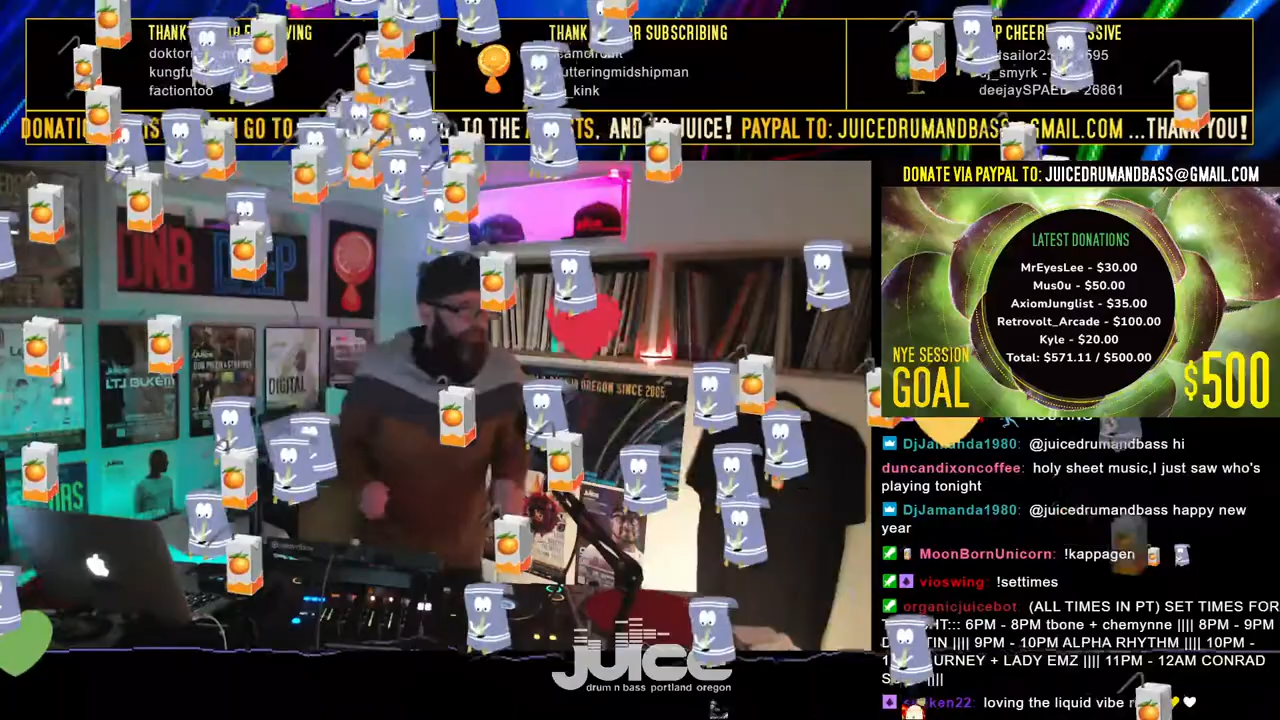 THANK
doktor
kungfu
factiontoo
THANK
R SUBSCRIBING
utteringmidshipman
_kink
P CHEER
SSIVE
dsailor25
595
j_smyrk -
deejaySPAED - 26861
DONATI
GO TO
TO THE
AND
JUICE! PAYPAL TO: JUICEDRUMANDBASS@GMAIL.COM ...THANK YOU!
DONATE VIA PAYPAL TO: JUICEDRUMANDBASS@GMAIL.COM
LATEST DONATIONS
MrEyesLee - $30.00
Mus0u - $50.00
AxiomJunglist - $35.00
Retrovolt_Arcade - $100.00
Kyle - $20.00
Total: $571.11 / $500.00
NYE SESSION
GOAL
$500
DjJamanda1980: @juicedrumandbass hi
duncandixoncoffee: holy sheet music,I just saw who's
playing tonight
DjJamanda1980: @juicedrumandbass happy new
year
MoonBornUnicorn: !kappagen
vioswing: !settimes
organicjuicebot: (ALL TIMES IN PT) SET TIMES FOR
HT::: 6PM - 8PM tbone + chemynne |||| 8PM - 9PM
TIN |||| 9PM - 10PM ALPHA RHYTHM |||| 10PM -
URNEY + LADY EMZ |||| 11PM - 12AM CONRAD
S
||||
ken22: loving the liquid vibe
DNB
LTJ BUKEM
DIGITAL
OREGON SINCE 2005
juice
drum n bass portland oregon